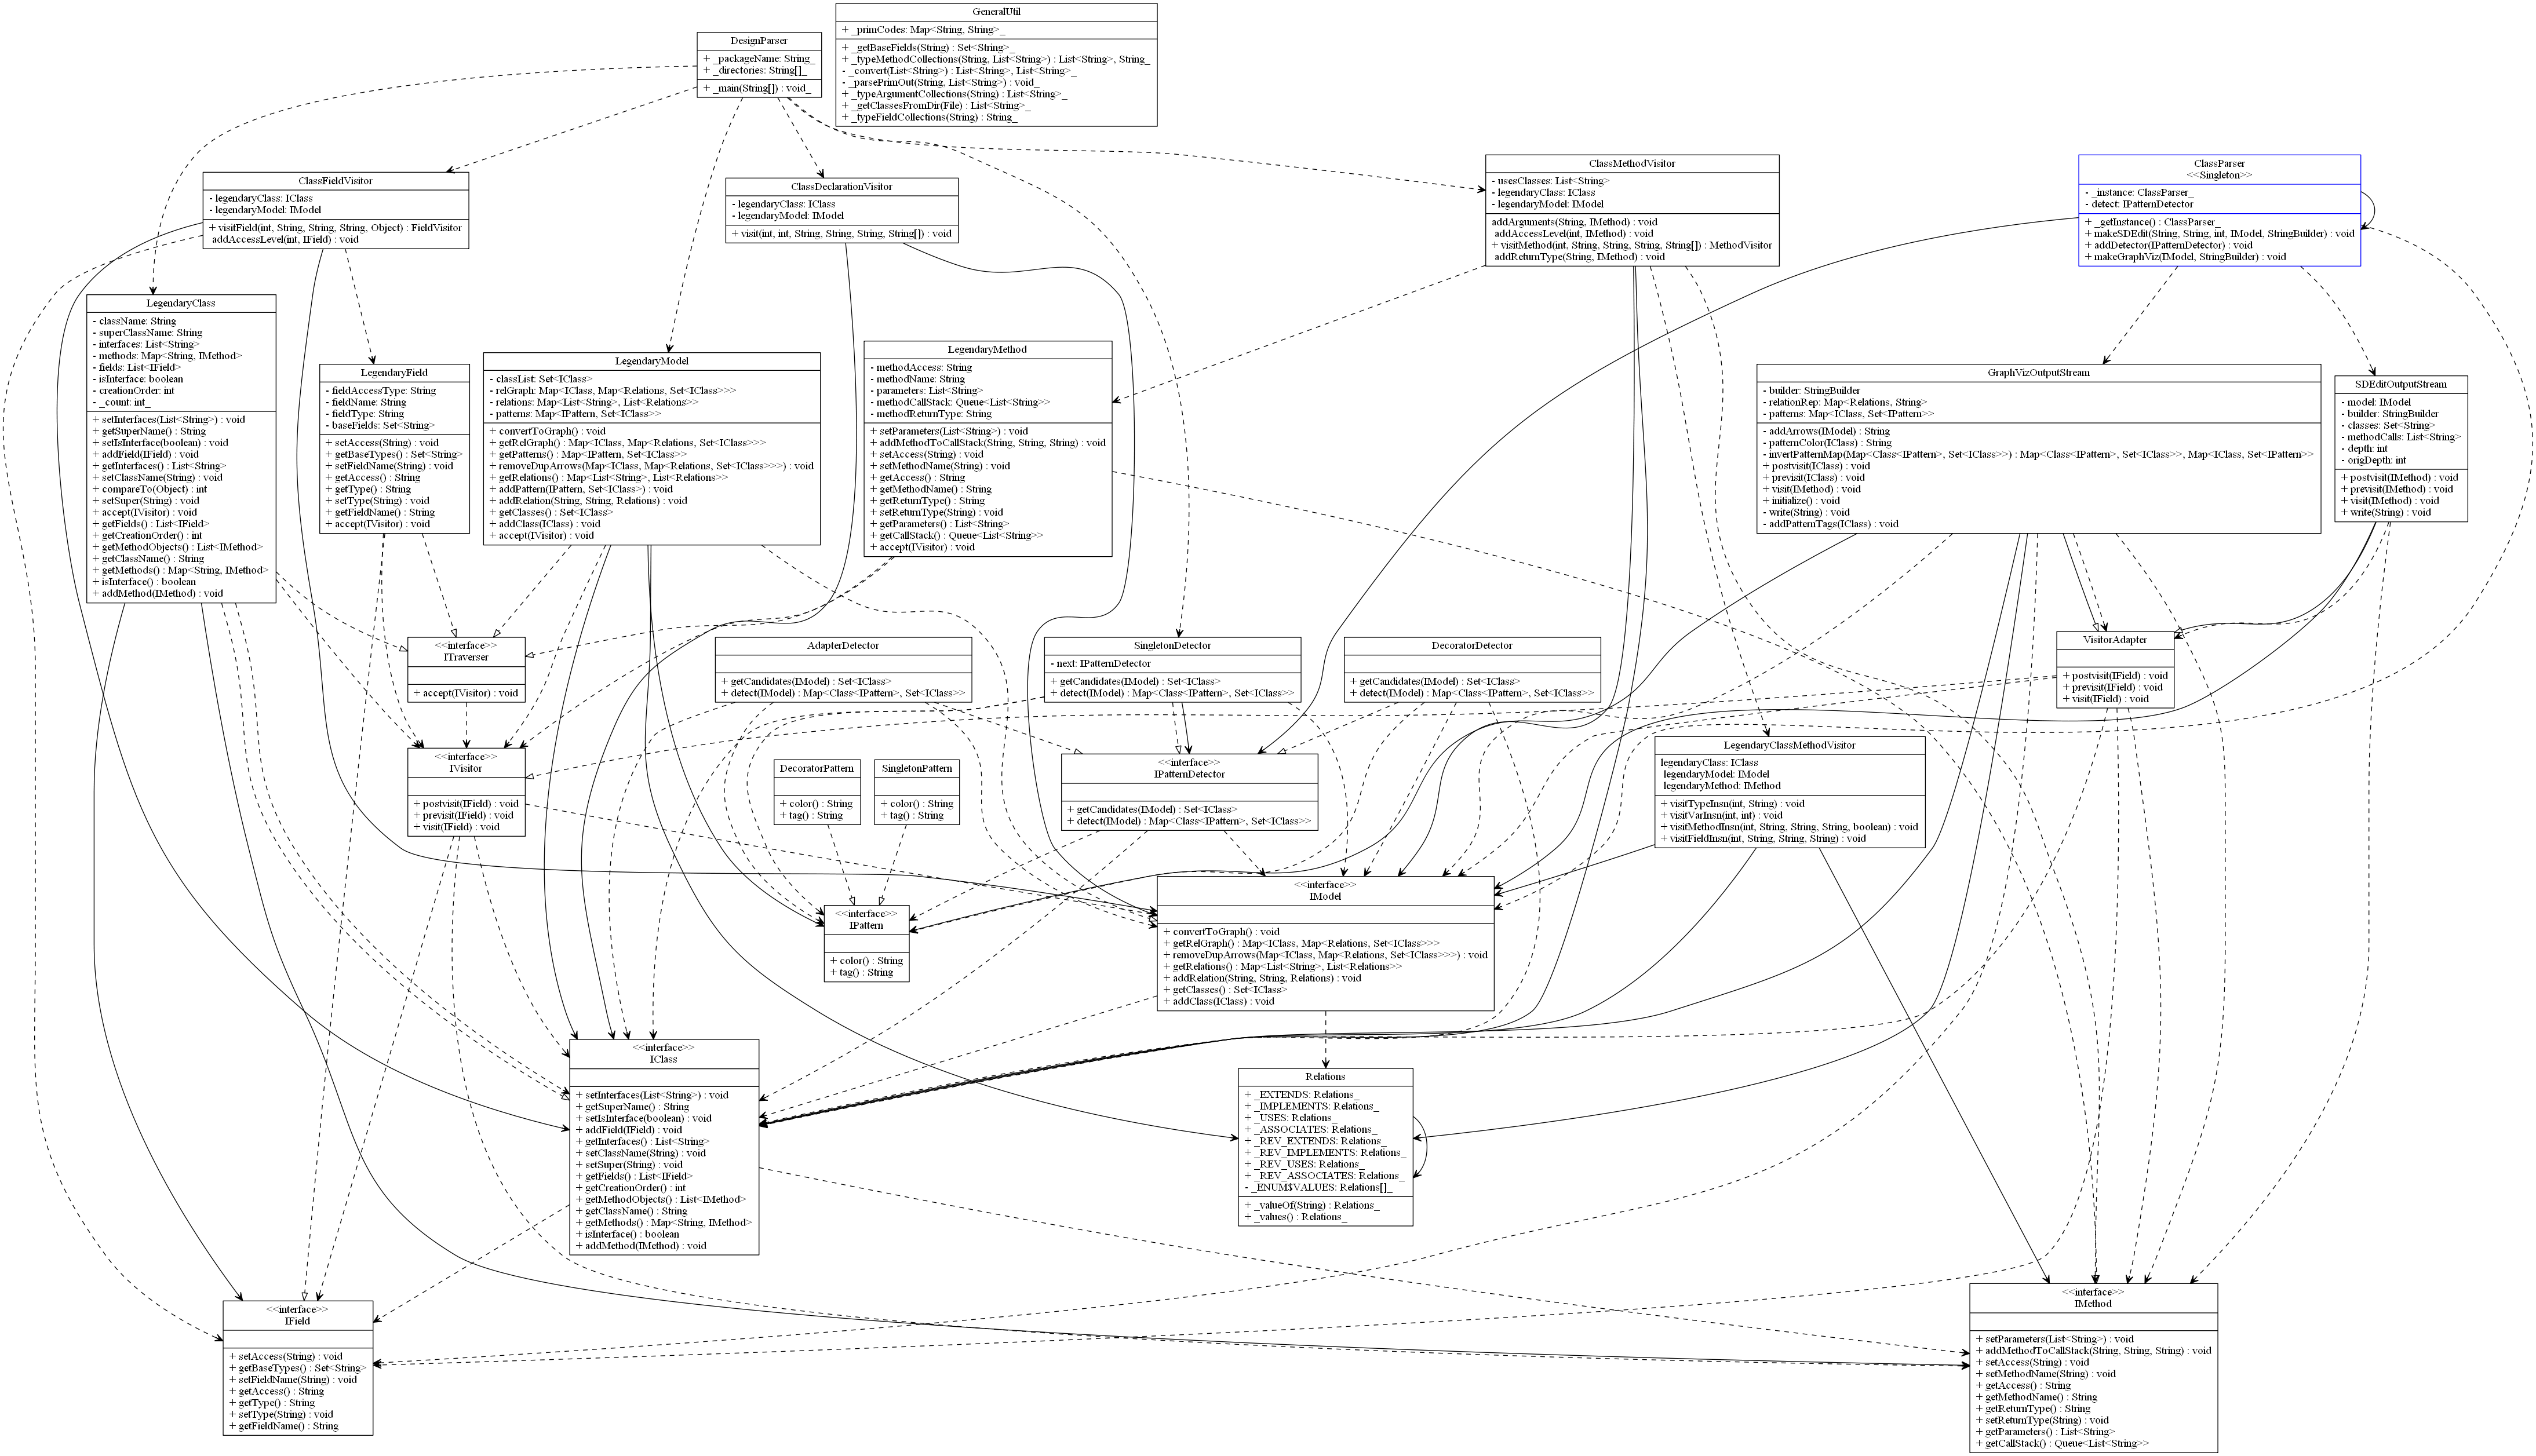 GeneralUtil
+ _primCodes: Map<String, String>_
+ _getBaseFields(String) : Set<String>_
+ _typeMethodCollections(String, List<String>) : List<String>, String_
- _convert(List<String>) : List<String>, List<String>_
- _parsePrimOut(String, List<String>) : void_
+ _typeArgumentCollections(String) : List<String>_
+ _getClassesFromDir(File) : List<String>_
+ _typeFieldCollections(String) : String_
DesignParser
+ _packageName: String_
+ _directories: String[]_
+ _main(String[]) : void_
ClassFieldVisitor
- legendaryClass: IClass
- legendaryModel: IModel
+ visitField(int, String, String, String, Object) : FieldVisitor
addAccessLevel(int, IField) : void
ClassDeclarationVisitor
- legendaryClass: IClass
- legendaryModel: IModel
+ visit(int, int, String, String, String, String[]) : void
ClassMethodVisitor
- usesClasses: List<String>
- legendaryClass: IClass
- legendaryModel: IModel
addArguments(String, IMethod) : void
addAccessLevel(int, IMethod) : void
+ visitMethod(int, String, String, String, String[]) : MethodVisitor
addReturnType(String, IMethod) : void
ClassParser
<<Singleton>>
- _instance: ClassParser_
- detect: IPatternDetector
+ _getInstance() : ClassParser_
+ makeSDEdit(String, String, int, IModel, StringBuilder) : void
+ addDetector(IPatternDetector) : void
+ makeGraphViz(IModel, StringBuilder) : void
LegendaryClass
- className: String
- superClassName: String
- interfaces: List<String>
- methods: Map<String, IMethod>
- fields: List<IField>
- isInterface: boolean
- creationOrder: int
- _count: int_
+ setInterfaces(List<String>) : void
+ getSuperName() : String
+ setIsInterface(boolean) : void
+ addField(IField) : void
+ getInterfaces() : List<String>
+ setClassName(String) : void
+ compareTo(Object) : int
+ setSuper(String) : void
+ accept(IVisitor) : void
+ getFields() : List<IField>
+ getCreationOrder() : int
+ getMethodObjects() : List<IMethod>
+ getClassName() : String
+ getMethods() : Map<String, IMethod>
+ isInterface() : boolean
+ addMethod(IMethod) : void
LegendaryField
- fieldAccessType: String
- fieldName: String
- fieldType: String
- baseFields: Set<String>
+ setAccess(String) : void
+ getBaseTypes() : Set<String>
+ setFieldName(String) : void
+ getAccess() : String
+ getType() : String
+ setType(String) : void
+ getFieldName() : String
+ accept(IVisitor) : void
LegendaryModel
- classList: Set<IClass>
- relGraph: Map<IClass, Map<Relations, Set<IClass>>>
- relations: Map<List<String>, List<Relations>>
- patterns: Map<IPattern, Set<IClass>>
+ convertToGraph() : void
+ getRelGraph() : Map<IClass, Map<Relations, Set<IClass>>>
+ getPatterns() : Map<IPattern, Set<IClass>>
+ removeDupArrows(Map<IClass, Map<Relations, Set<IClass>>>) : void
+ getRelations() : Map<List<String>, List<Relations>>
+ addPattern(IPattern, Set<IClass>) : void
+ addRelation(String, String, Relations) : void
+ getClasses() : Set<IClass>
+ addClass(IClass) : void
+ accept(IVisitor) : void
LegendaryMethod
- methodAccess: String
- methodName: String
- parameters: List<String>
- methodCallStack: Queue<List<String>>
- methodReturnType: String
+ setParameters(List<String>) : void
+ addMethodToCallStack(String, String, String) : void
+ setAccess(String) : void
+ setMethodName(String) : void
+ getAccess() : String
+ getMethodName() : String
+ getReturnType() : String
+ setReturnType(String) : void
+ getParameters() : List<String>
+ getCallStack() : Queue<List<String>>
+ accept(IVisitor) : void
GraphVizOutputStream
- builder: StringBuilder
- relationRep: Map<Relations, String>
- patterns: Map<IClass, Set<IPattern>>
- addArrows(IModel) : String
- patternColor(IClass) : String
- invertPatternMap(Map<Class<IPattern>, Set<IClass>>) : Map<Class<IPattern>, Set<IClass>>, Map<IClass, Set<IPattern>>
+ postvisit(IClass) : void
+ previsit(IClass) : void
+ visit(IMethod) : void
+ initialize() : void
- write(String) : void
- addPatternTags(IClass) : void
SDEditOutputStream
- model: IModel
- builder: StringBuilder
- classes: Set<String>
- methodCalls: List<String>
- depth: int
- origDepth: int
+ postvisit(IMethod) : void
+ previsit(IMethod) : void
+ visit(IMethod) : void
+ write(String) : void
<<interface>>
ITraverser
+ accept(IVisitor) : void
AdapterDetector
+ getCandidates(IModel) : Set<IClass>
+ detect(IModel) : Map<Class<IPattern>, Set<IClass>>
SingletonDetector
- next: IPatternDetector
+ getCandidates(IModel) : Set<IClass>
+ detect(IModel) : Map<Class<IPattern>, Set<IClass>>
DecoratorDetector
+ getCandidates(IModel) : Set<IClass>
+ detect(IModel) : Map<Class<IPattern>, Set<IClass>>
VisitorAdapter
+ postvisit(IField) : void
+ previsit(IField) : void
+ visit(IField) : void
<<interface>>
IVisitor
+ postvisit(IField) : void
+ previsit(IField) : void
+ visit(IField) : void
DecoratorPattern
+ color() : String
+ tag() : String
SingletonPattern
+ color() : String
+ tag() : String
<<interface>>
IPatternDetector
+ getCandidates(IModel) : Set<IClass>
+ detect(IModel) : Map<Class<IPattern>, Set<IClass>>
LegendaryClassMethodVisitor
legendaryClass: IClass
legendaryModel: IModel
legendaryMethod: IMethod
+ visitTypeInsn(int, String) : void
+ visitVarInsn(int, int) : void
+ visitMethodInsn(int, String, String, String, boolean) : void
+ visitFieldInsn(int, String, String, String) : void
<<interface>>
IPattern
+ color() : String
+ tag() : String
<<interface>>
IModel
+ convertToGraph() : void
+ getRelGraph() : Map<IClass, Map<Relations, Set<IClass>>>
+ removeDupArrows(Map<IClass, Map<Relations, Set<IClass>>>) : void
+ getRelations() : Map<List<String>, List<Relations>>
+ addRelation(String, String, Relations) : void
+ getClasses() : Set<IClass>
+ addClass(IClass) : void
<<interface>>
IClass
+ setInterfaces(List<String>) : void
+ getSuperName() : String
+ setIsInterface(boolean) : void
+ addField(IField) : void
+ getInterfaces() : List<String>
+ setClassName(String) : void
+ setSuper(String) : void
+ getFields() : List<IField>
+ getCreationOrder() : int
+ getMethodObjects() : List<IMethod>
+ getClassName() : String
+ getMethods() : Map<String, IMethod>
+ isInterface() : boolean
+ addMethod(IMethod) : void
Relations
+ _EXTENDS: Relations_
+ _IMPLEMENTS: Relations_
+ _USES: Relations_
+ _ASSOCIATES: Relations_
+ _REV_EXTENDS: Relations_
+ _REV_IMPLEMENTS: Relations_
+ _REV_USES: Relations_
+ _REV_ASSOCIATES: Relations_
- _ENUM$VALUES: Relations[]_
+ _valueOf(String) : Relations_
+ _values() : Relations_
<<interface>>
IField
+ setAccess(String) : void
+ getBaseTypes() : Set<String>
+ setFieldName(String) : void
+ getAccess() : String
+ getType() : String
+ setType(String) : void
+ getFieldName() : String
<<interface>>
IMethod
+ setParameters(List<String>) : void
+ addMethodToCallStack(String, String, String) : void
+ setAccess(String) : void
+ setMethodName(String) : void
+ getAccess() : String
+ getMethodName() : String
+ getReturnType() : String
+ setReturnType(String) : void
+ getParameters() : List<String>
+ getCallStack() : Queue<List<String>>